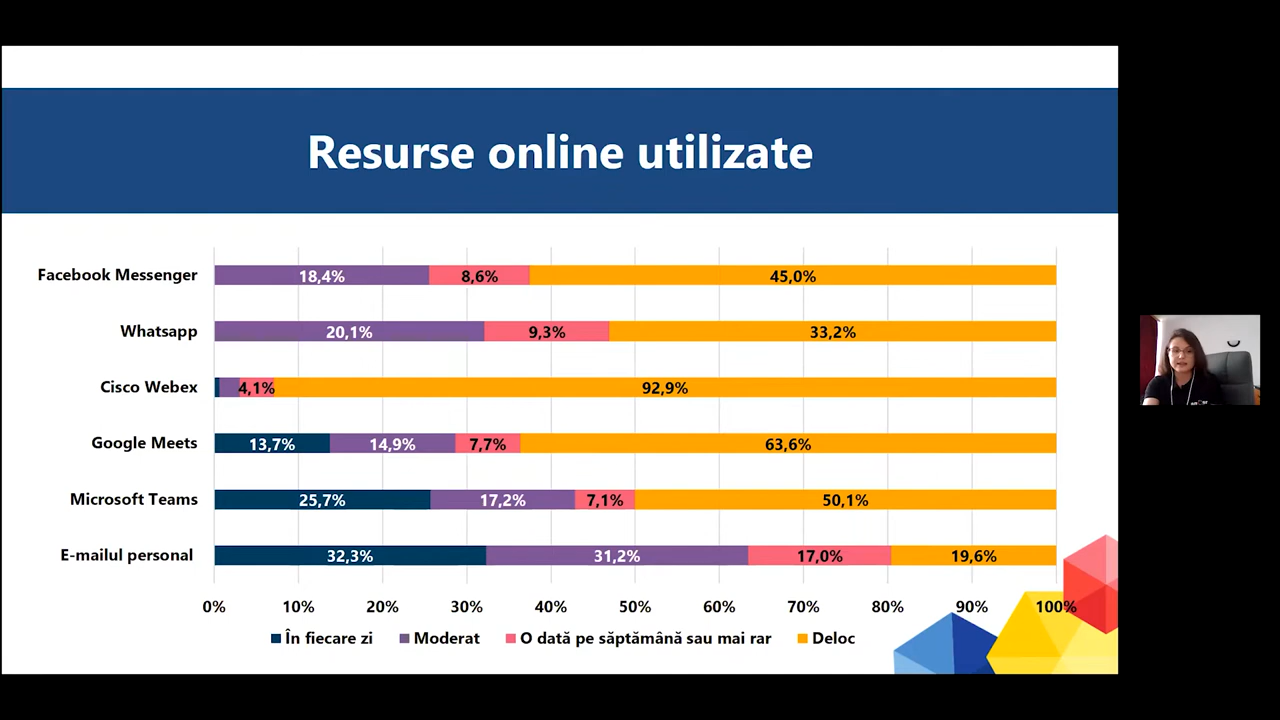 Resurse online utilizate
Facebook Messenger 18,4% 8,6% 45,0%
Whatsapp 20,1% 9,3% 33,2%
Cisco Webex 4,1% 92,9%
Google Meets 13,7% 14,9% 7,7% 63,6%
Microsoft Teams 25,7% 17,2% 7,1% 50,1%
E-mailul personal 32,3% 31,2% 17,0% 19,6%
0% 10% 20% 30% 40% 50% 60% 70% 80% 90% 100%
În fiecare zi Moderat O dată pe săptămână sau mai rar Deloc